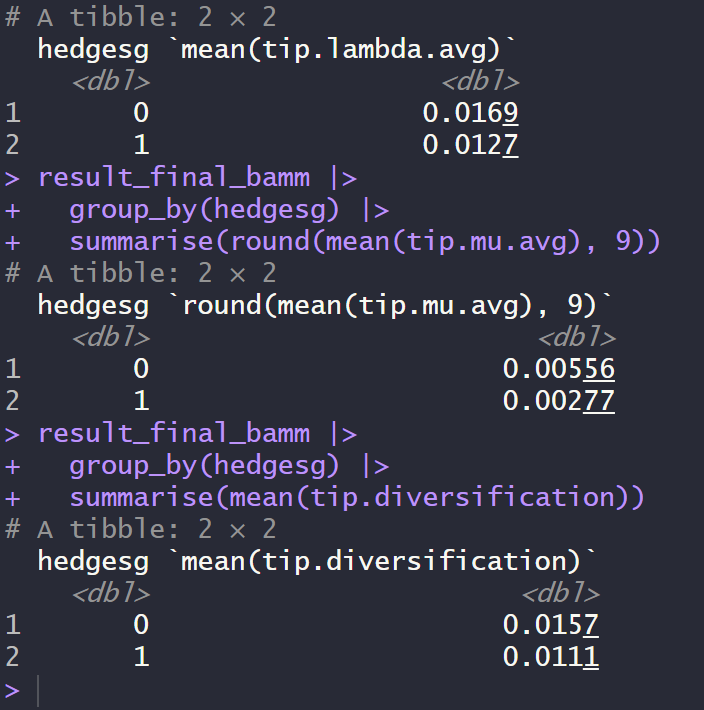 # A tibble: 2 × 2
  hedgesg `mean(tip.lambda.avg)`
    <dbl>                  <dbl>
1       0                 0.0169
2       1                 0.0127
> result_final_bamm |>
+   group_by(hedgesg) |>
+   summarise(round(mean(tip.mu.avg), 9))
# A tibble: 2 × 2
  hedgesg `round(mean(tip.mu.avg), 9)`
    <dbl>                        <dbl>
1       0                      0.00556
2       1                      0.00277
> result_final_bamm |>
+   group_by(hedgesg) |>
+   summarise(mean(tip.diversification))
# A tibble: 2 × 2
  hedgesg `mean(tip.diversification)`
    <dbl>                       <dbl>
1       0                      0.0157
2       1                      0.0111
>